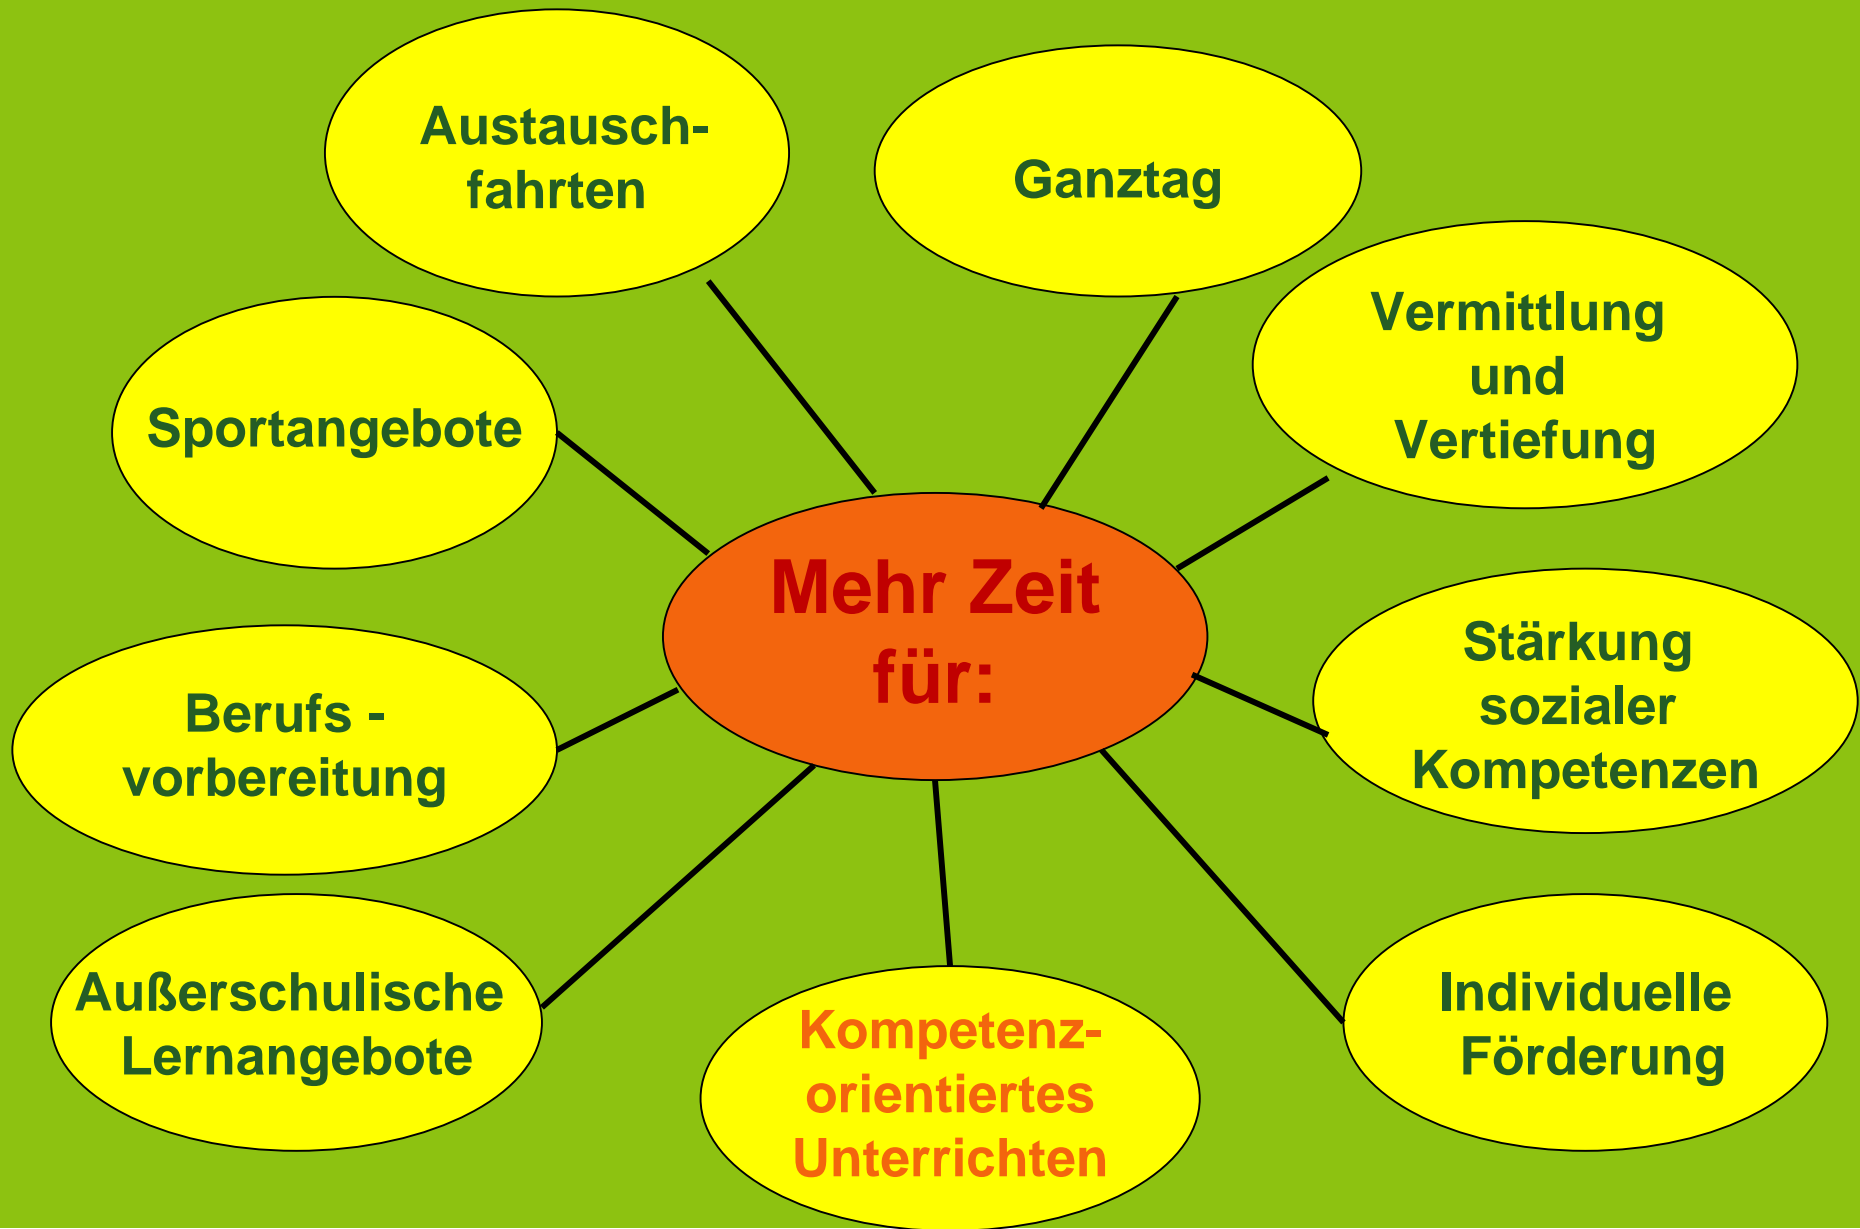 Austausch-
fahrten
Ganztag
Vermittlung
und
Vertiefung
Sportangebote
Mehr Zeit
für:
Stärkung
sozialer
Kompetenzen
Berufs -
vorbereitung
Außerschulische
Lernangebote
Kompetenz-
orientiertes
Unterrichten
Individuelle
Förderung